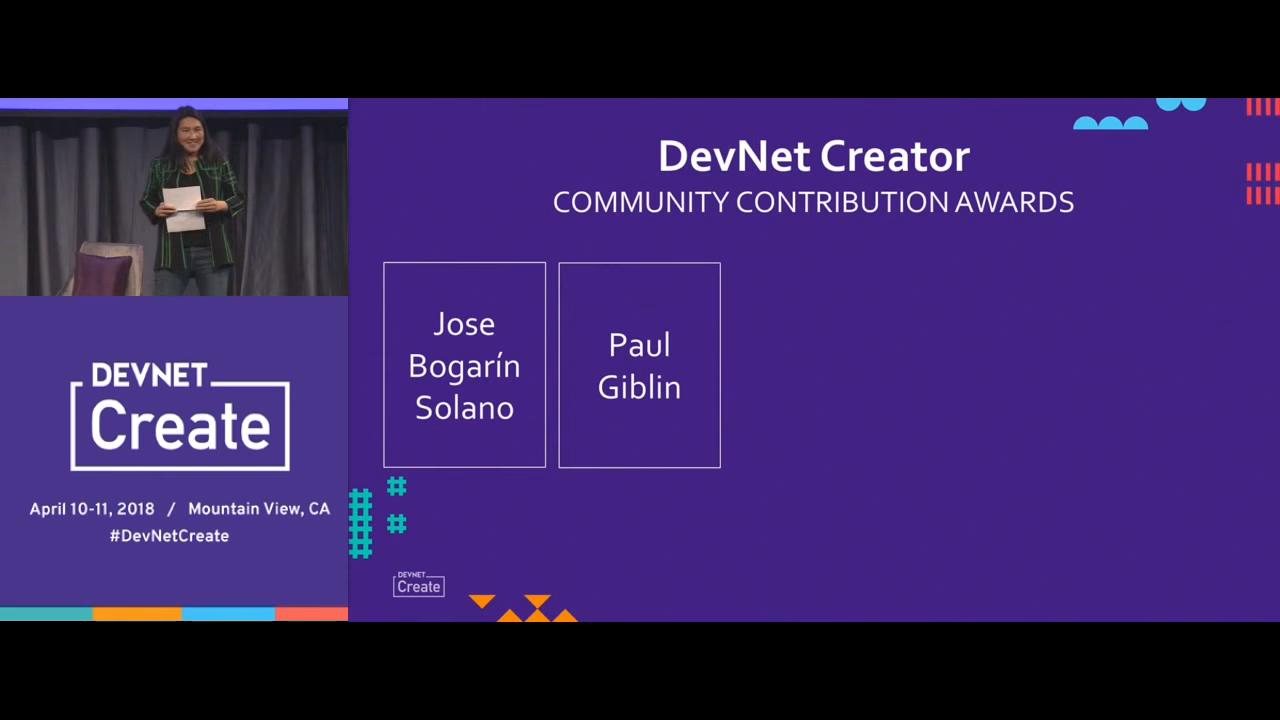 DevNet Creator
COMMUNITY CONTRIBUTION AWARDS
Jose
Bogarín
Solano
Paul
Giblin
DEVNET
Create
April 10-11, 2018 / Mountain View, CA
#DevNetCreate
DEVNET
Create